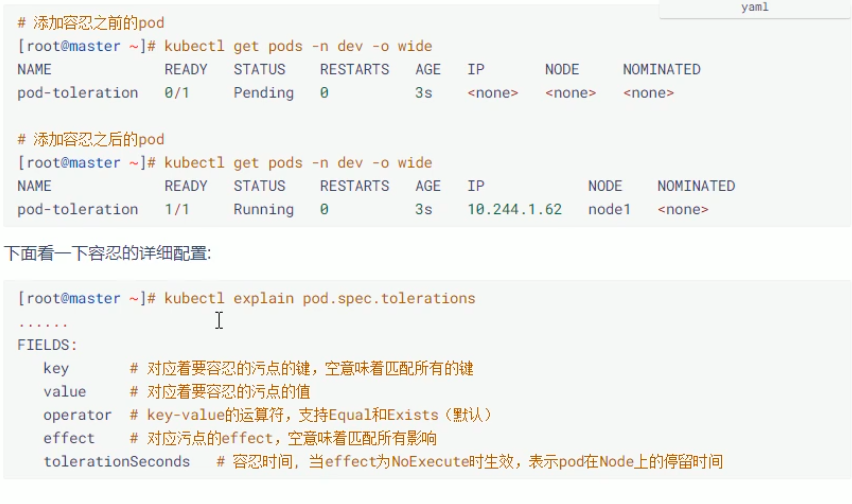 yaml
# 添加容忍之前的pod
[root@master ~]# kubectl get pods -n dev -o wide
NAME READY STATUS RESTARTS AGE IP NODE NOMINATED
pod-toleration 0/1 Pending 0 3s <none> <none> <none>
# 添加容忍之后的pod
[root@master ~]# kubectl get pods -n dev -o wide
NAME READY STATUS RESTARTS AGE IP NODE NOMINATED
pod-toleration 1/1 Running 0 3s 10.244.1.62 node1 <none>
下面看一下容忍的详细配置:
[root@master ~]# kubectl explain pod.spec.tolerations
......
FIELDS:
key # 对应着要容忍的污点的键，空意味着匹配所有的键
value # 对应着要容忍的污点的值
operator # key-value的运算符，支持Equal和Exists（默认）
effect # 对应污点的effect，空意味着匹配所有影响
tolerationSeconds # 容忍时间, 当effect为NoExecute时生效，表示pod在Node上的停留时间